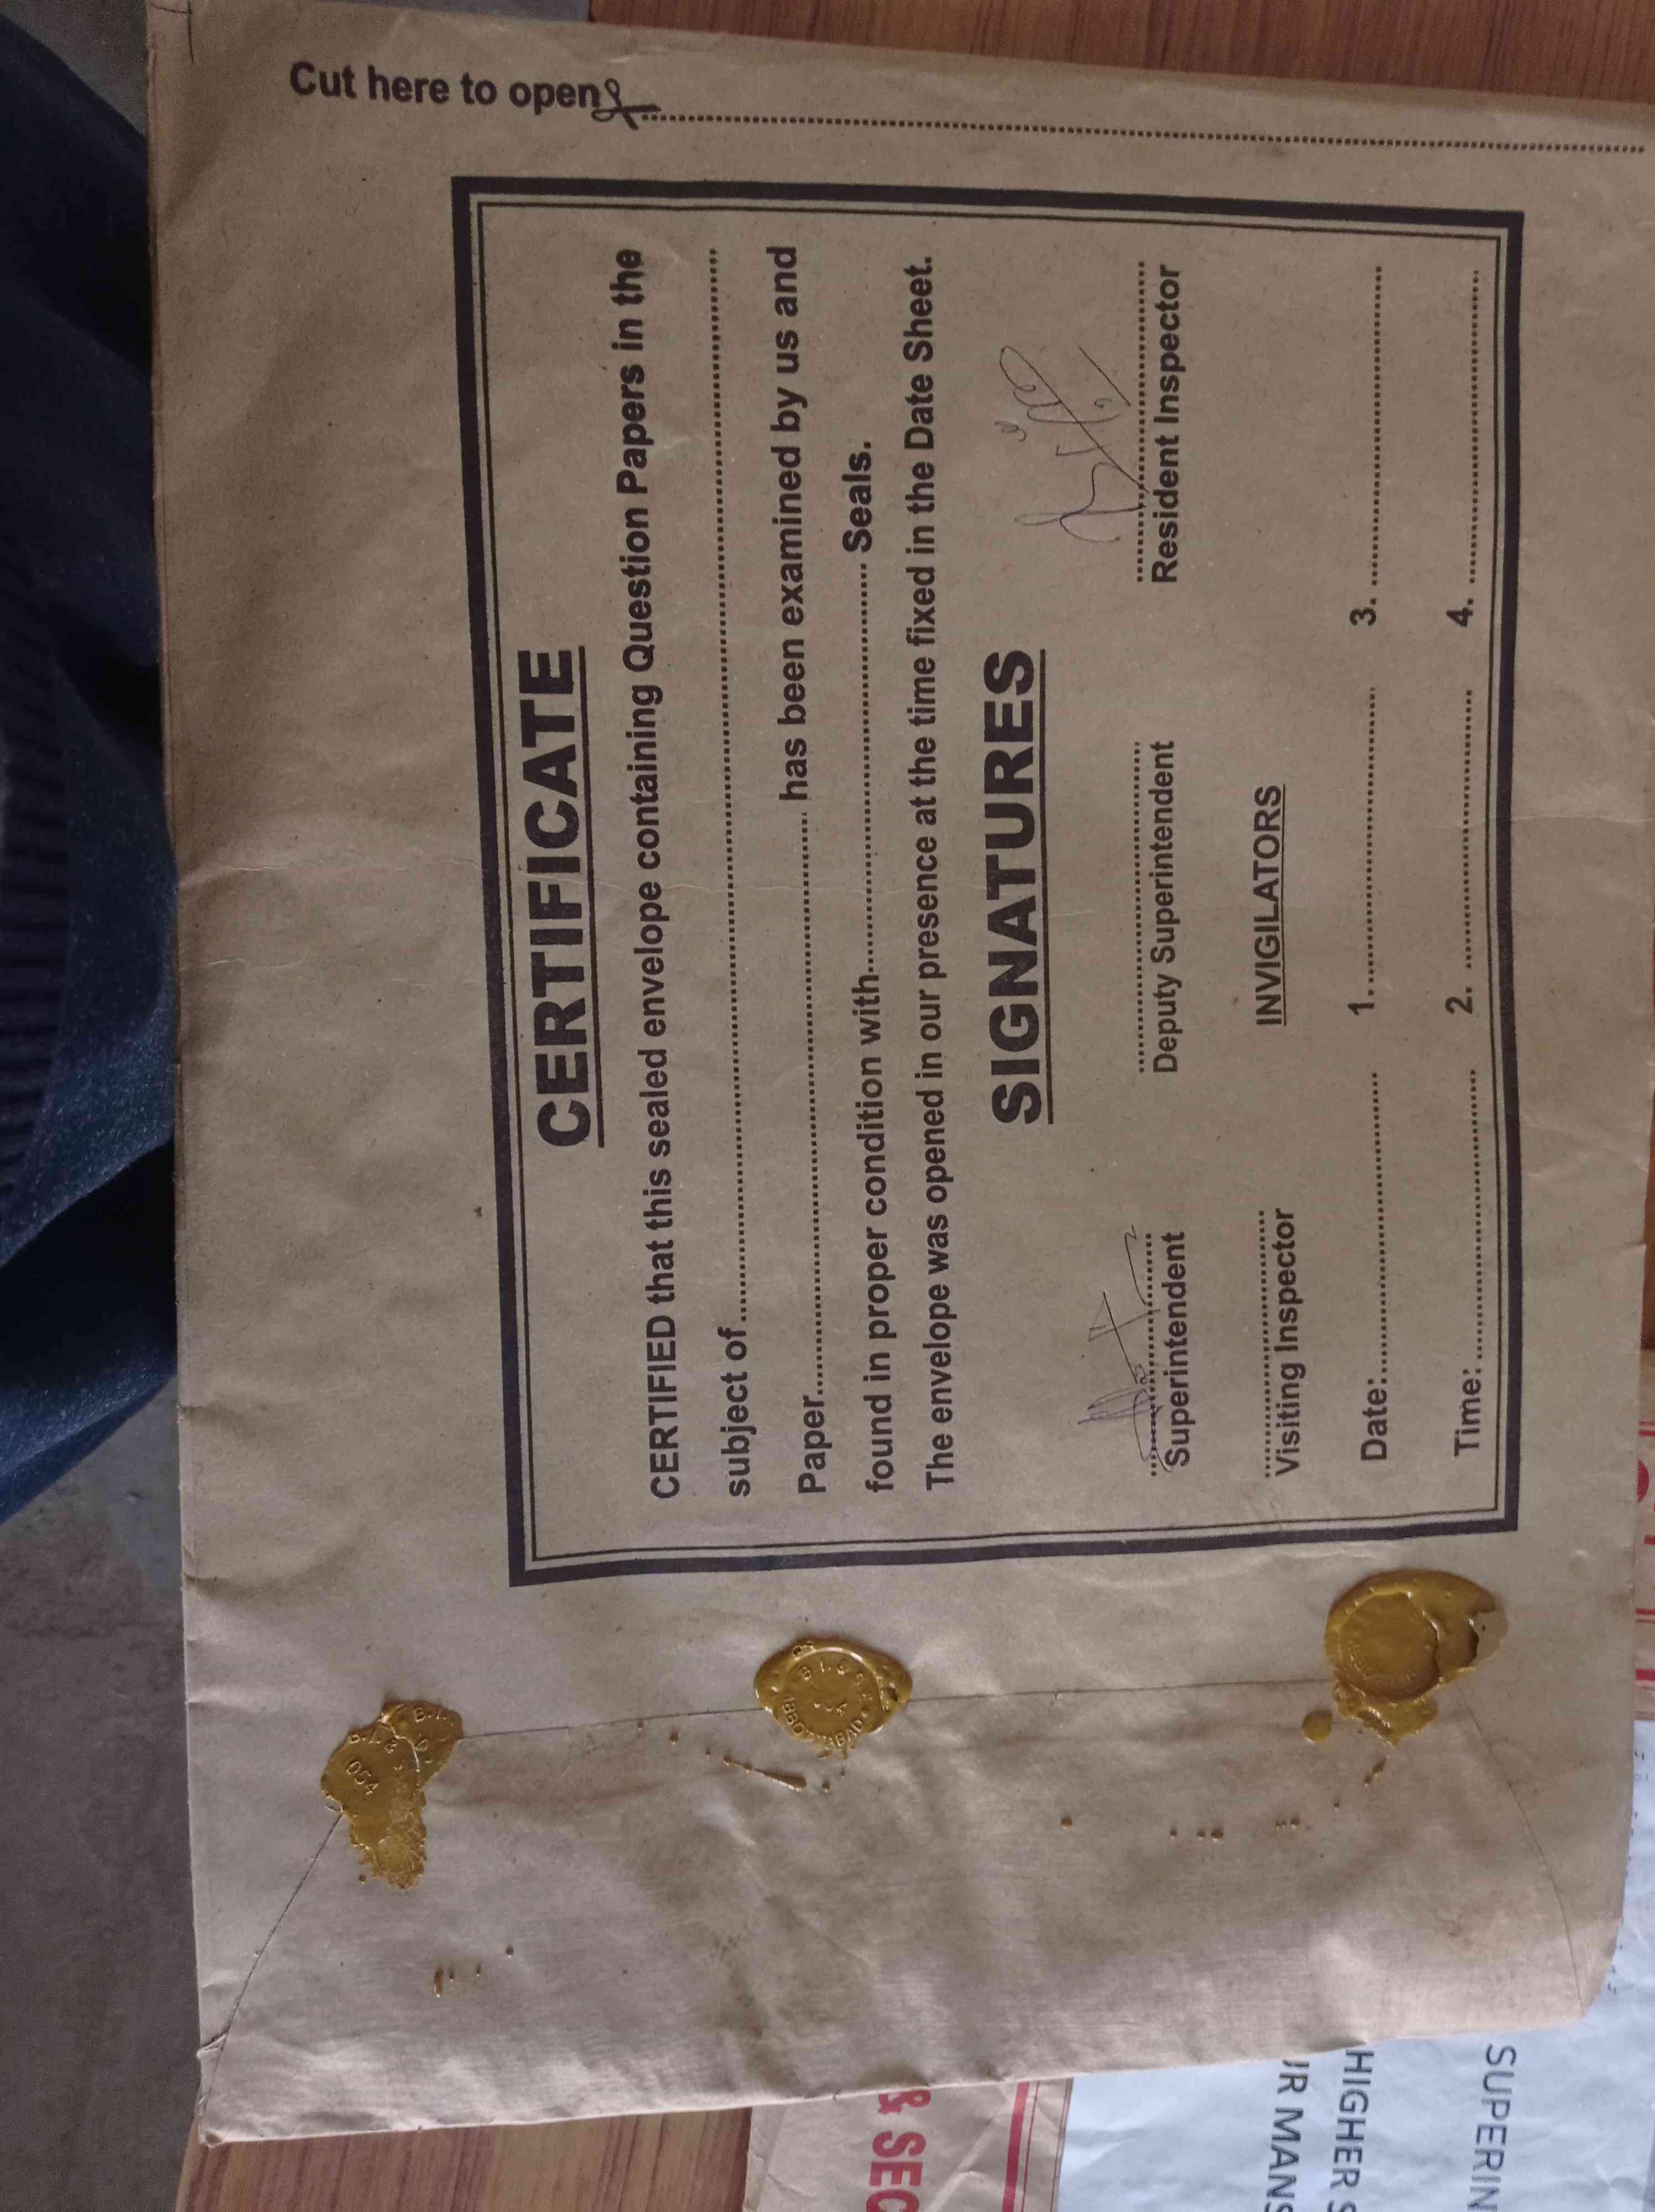 Cut here to open
CERTIFICATE
CERTIFIED that this sealed envelope containing Question Papers in the
subject of
Paper has been examined by us and
found in proper condition with Seals.
The envelope was opened in our presence at the time fixed in the Date Sheet.
SIGNATURES
Superintendent Deputy Superintendent Resident Inspector
Visiting Inspector INVIGILATORS
Date: 1. 3.
Time: 2. 4.
B.I. &
054
B.I.
B.I. & S
& SEC
HIGHER S
SUPERIN